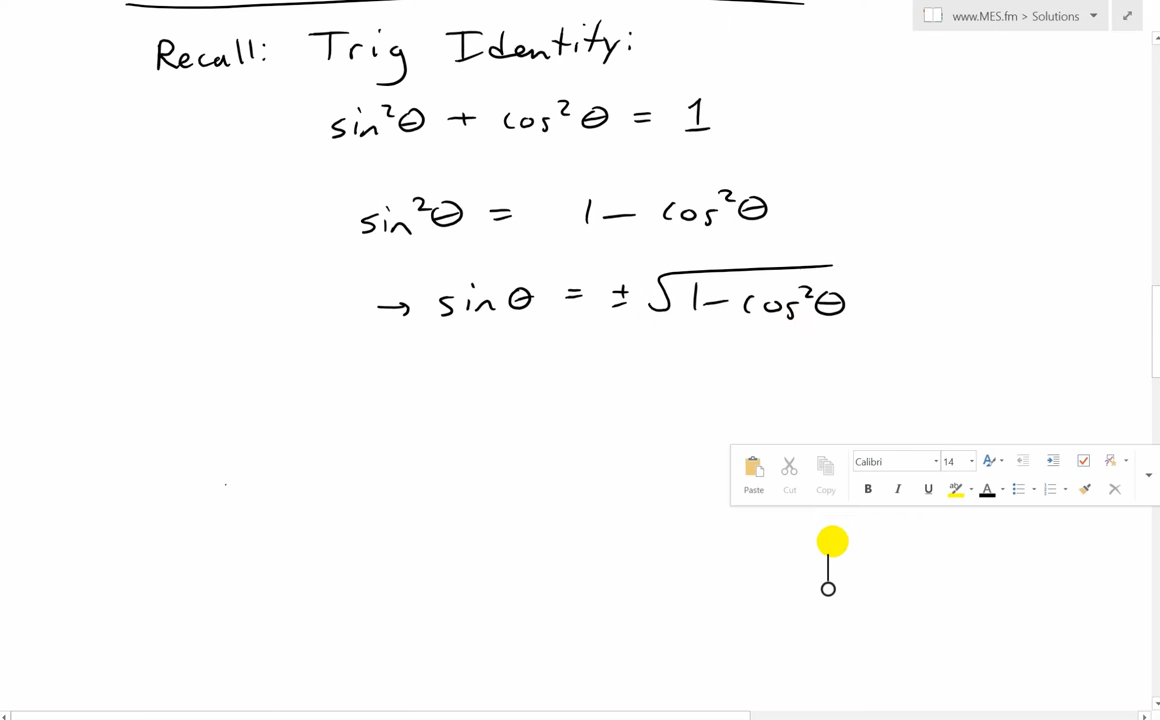 www.MES.fm > Solutions
Recall: Trig Identity:
sin²θ + cos²θ = 1
sin²θ = 1 − cos²θ
→ sinθ = ± √1 − cos²θ
Calibri 14
Paste Cut Copy B I U ab A